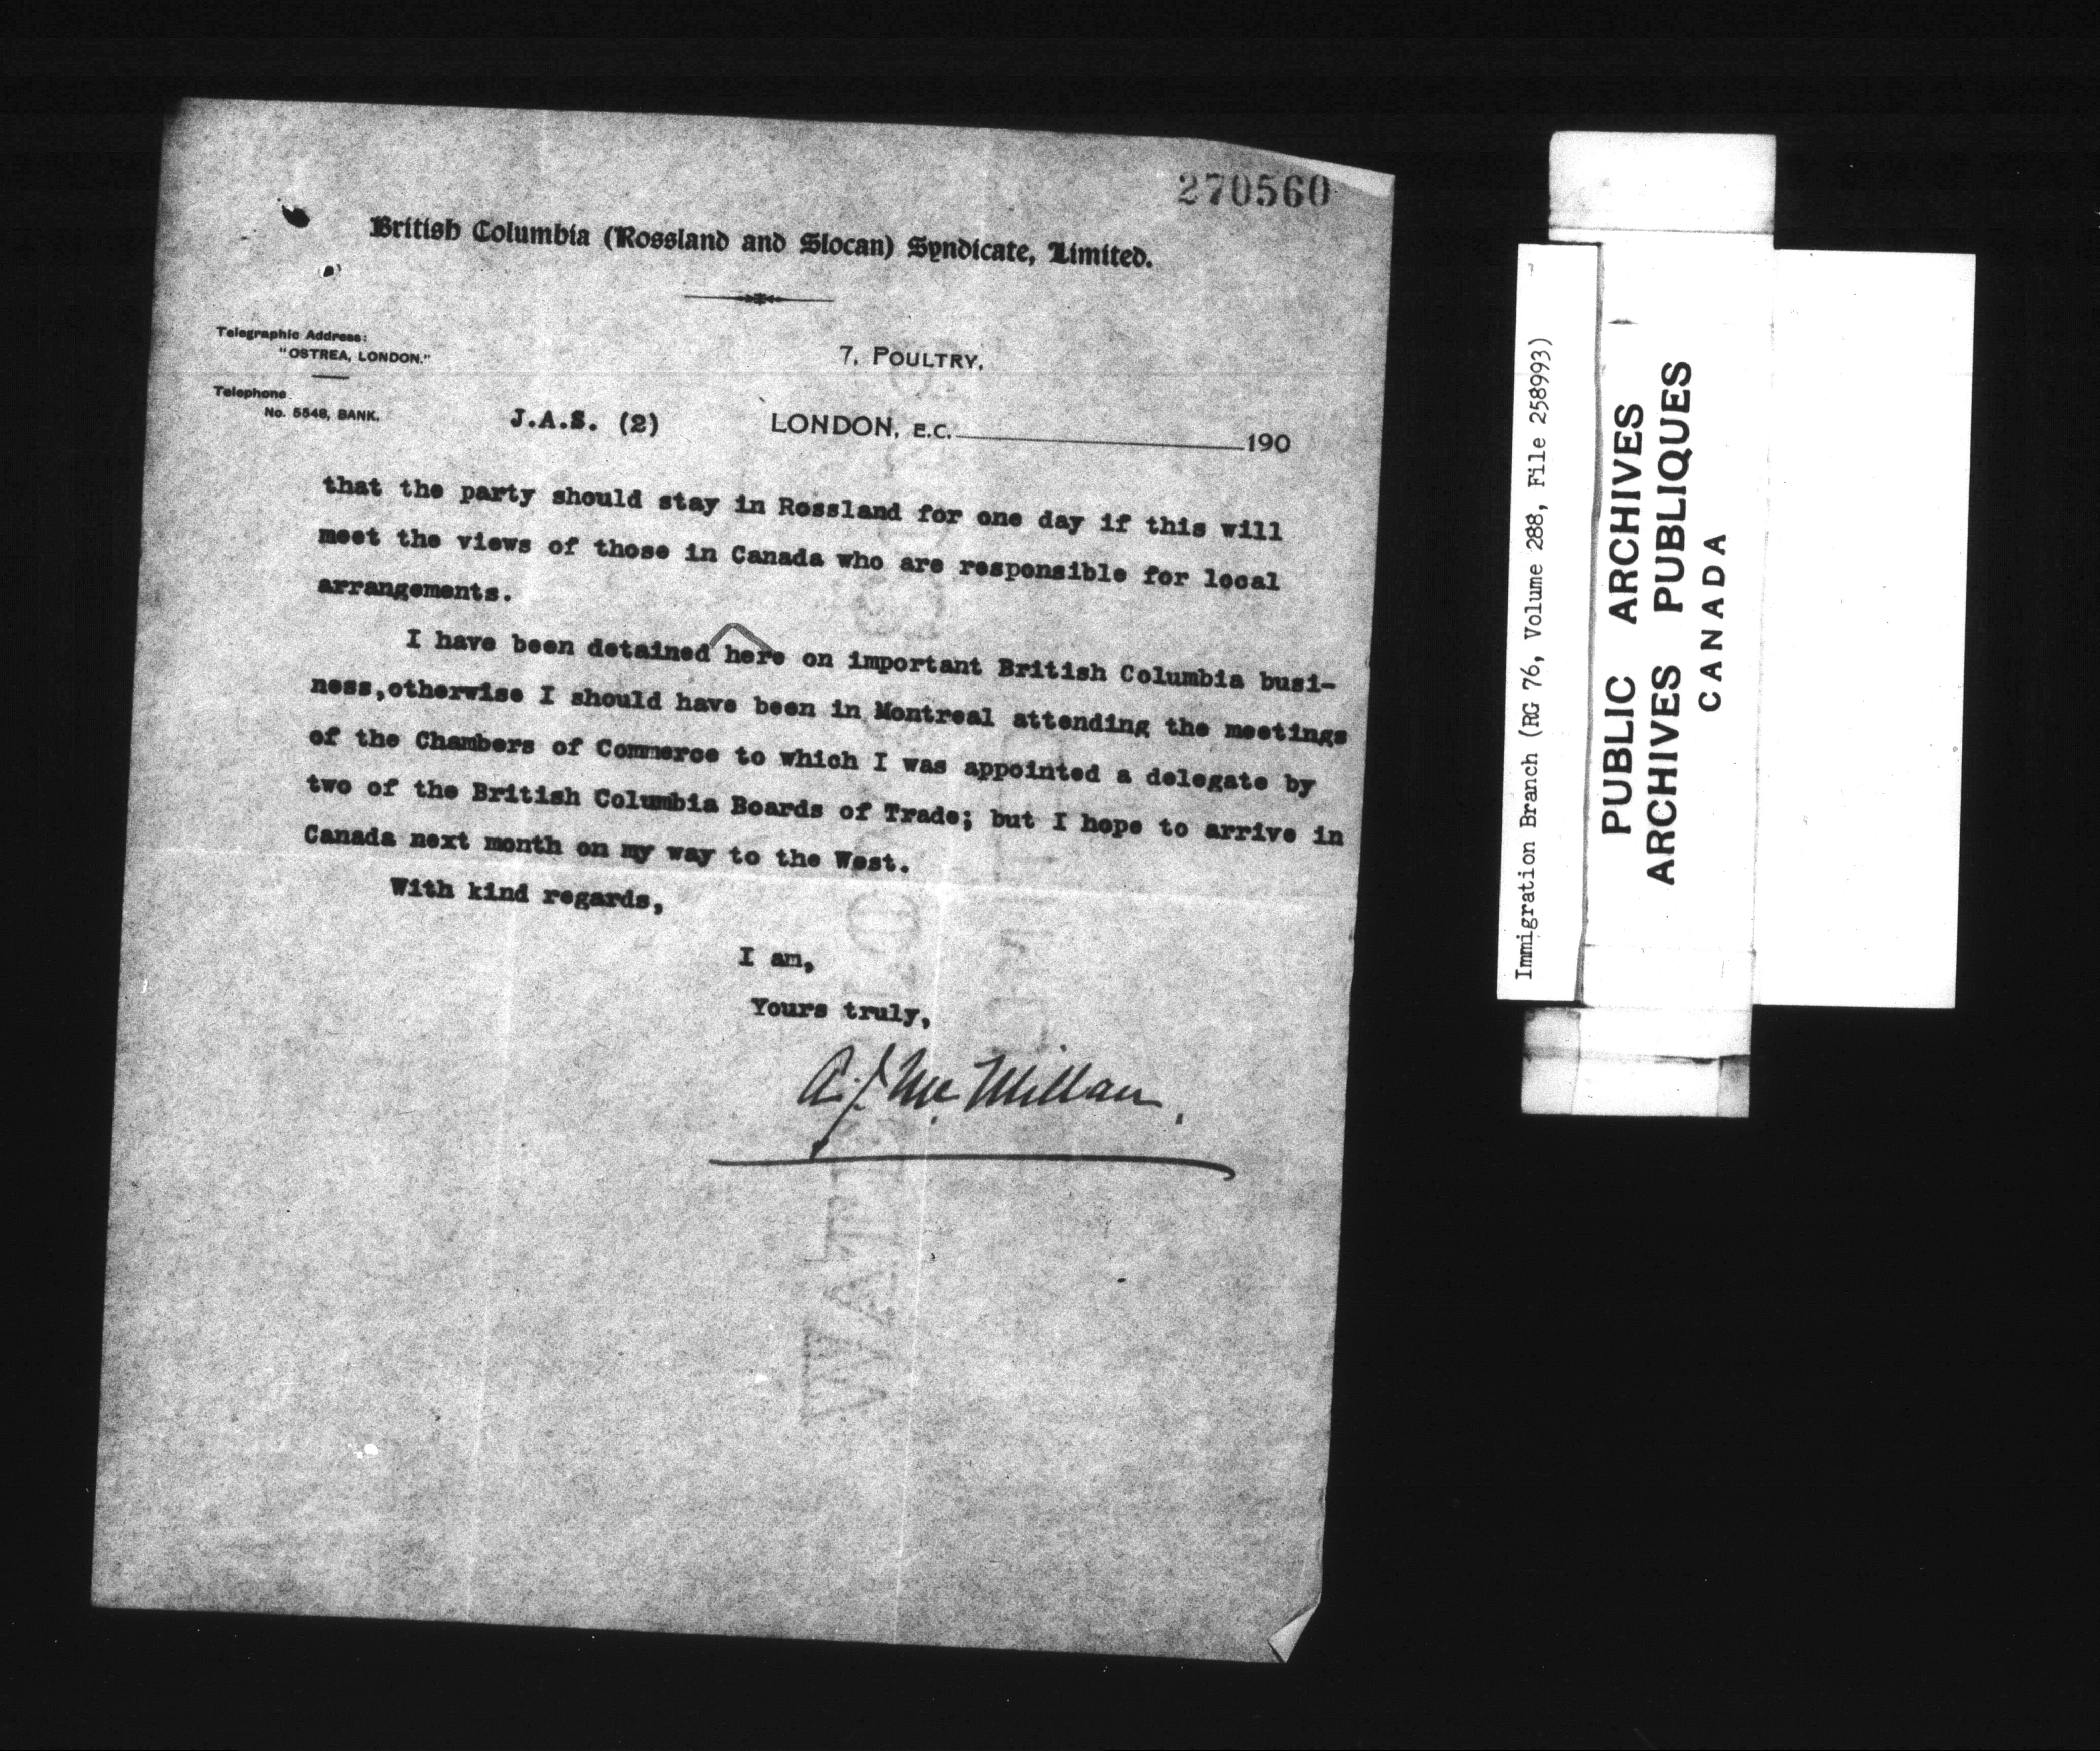 270560
British Columbia (Rossland and Slocan) Syndicate, Limited.
Telegraphic Address:
"OSTREA, LONDON."
7, POULTRY,
Telephone
No. 5548, BANK.
J.A.S. (2)
LONDON, E.C. 190
that the party should stay in Rossland for one day if this will
meet the views of those in Canada who are responsible for local
arrangements.
I have been detained here on important British Columbia busi-
ness,otherwise I should have been in Montreal attending the meetings
of the Chambers of Commerce to which I was appointed a delegate by
two of the British Columbia Boards of Trade; but I hope to arrive in
Canada next month on my way to the West.
With kind regards,
I am,
Yours truly,
A.J. McMillan.
Immigration Branch (RG 76, Volume 288, File 258993)
PUBLIC ARCHIVES
ARCHIVES PUBLIQUES
CANADA